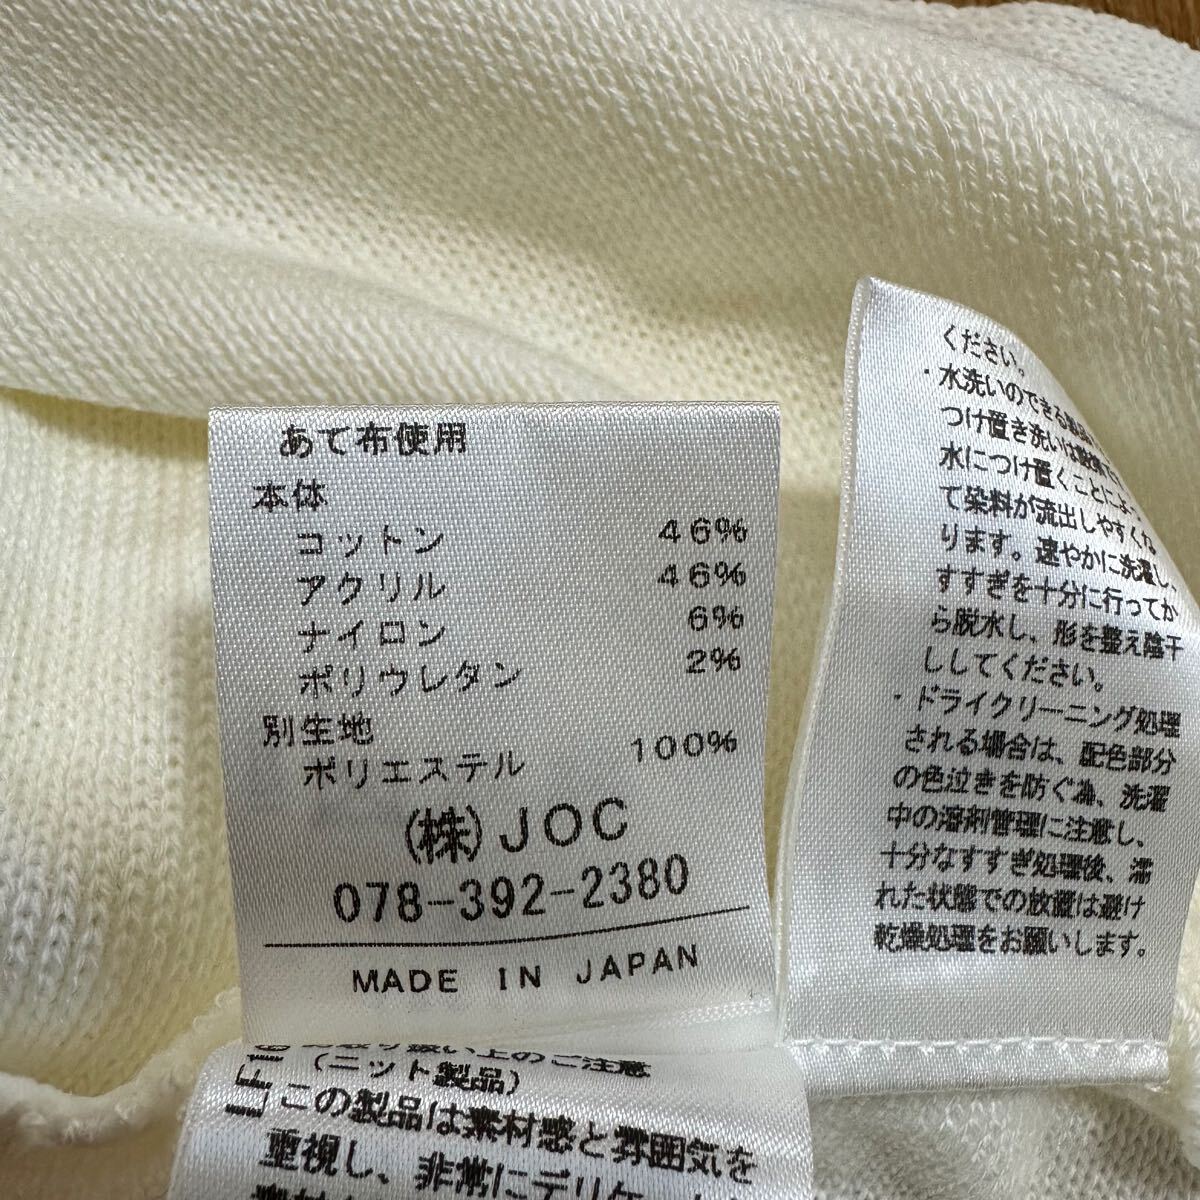 あて布使用
本体
コットン 46%
アクリル 46%
ナイロン 6%
ポリウレタン 2%
別生地
ポリエステル 100%
(株)JOC
078-392-2380
MADE IN JAPAN
ください。
・水洗いのできる
つけ置き洗いは
水につけ置くことによ
て染料が流出しやすくな
ります。速やかに洗濯し、
すすぎを十分に行ってか
ら脱水し、形を整え陰干
ししてください。
・ドライクリーニング処理
される場合は、配色部分
の色泣きを防ぐ為、洗濯
中の溶剤管理に注意し、
十分なすすぎ処理後、濡
れた状態での放置は避け
乾燥処理をお願いします。
扱い上のご注意
(ニット製品)
この製品は素材感と雰囲気を
重視し、非常にデリケート